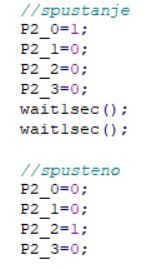 //spustanje
P2_0=1;
P2_1=0;
P2_2=0;
P2_3=0;
wait1sec();
wait1sec();
//spusteno
P2_0=0;
P2_1=0;
P2_2=1;
P2_3=0;